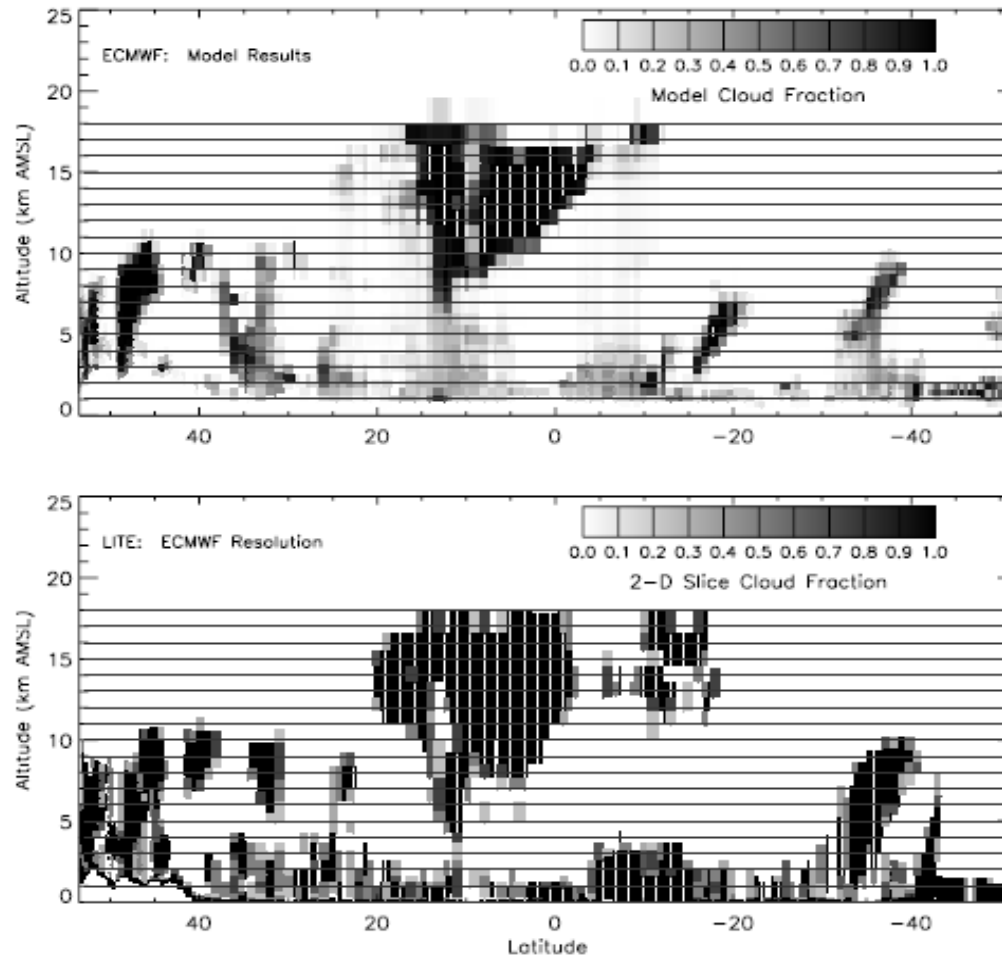 25
20
15
10
5
0
Altitude (km AMSL)
ECMWF: Model Results
0.0 0.1 0.2 0.3 0.4 0.5 0.6 0.7 0.8 0.9 1.0
Model Cloud Fraction
40 20 0 -20 -40
25
20
15
10
5
0
Altitude (km AMSL)
LITE: ECMWF Resolution
0.0 0.1 0.2 0.3 0.4 0.5 0.6 0.7 0.8 0.9 1.0
2-D Slice Cloud Fraction
40 20 0 -20 -40
Latitude